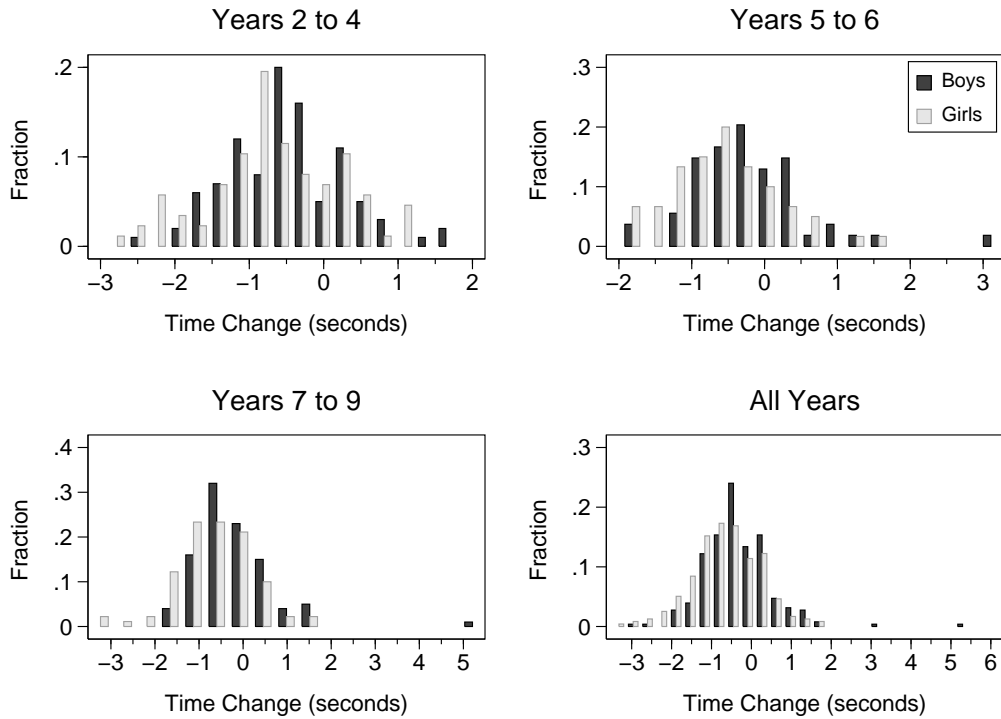 Years 2 to 4
Fraction
.2
.1
0
−3 −2 −1 0 1 2
Time Change (seconds)
Years 5 to 6
Fraction
.3
.2
.1
0
Boys
Girls
−2 −1 0 1 2 3
Time Change (seconds)
Years 7 to 9
Fraction
.4
.3
.2
.1
0
−3 −2 −1 0 1 2 3 4 5
Time Change (seconds)
All Years
Fraction
.3
.2
.1
0
−3 −2 −1 0 1 2 3 4 5 6
Time Change (seconds)